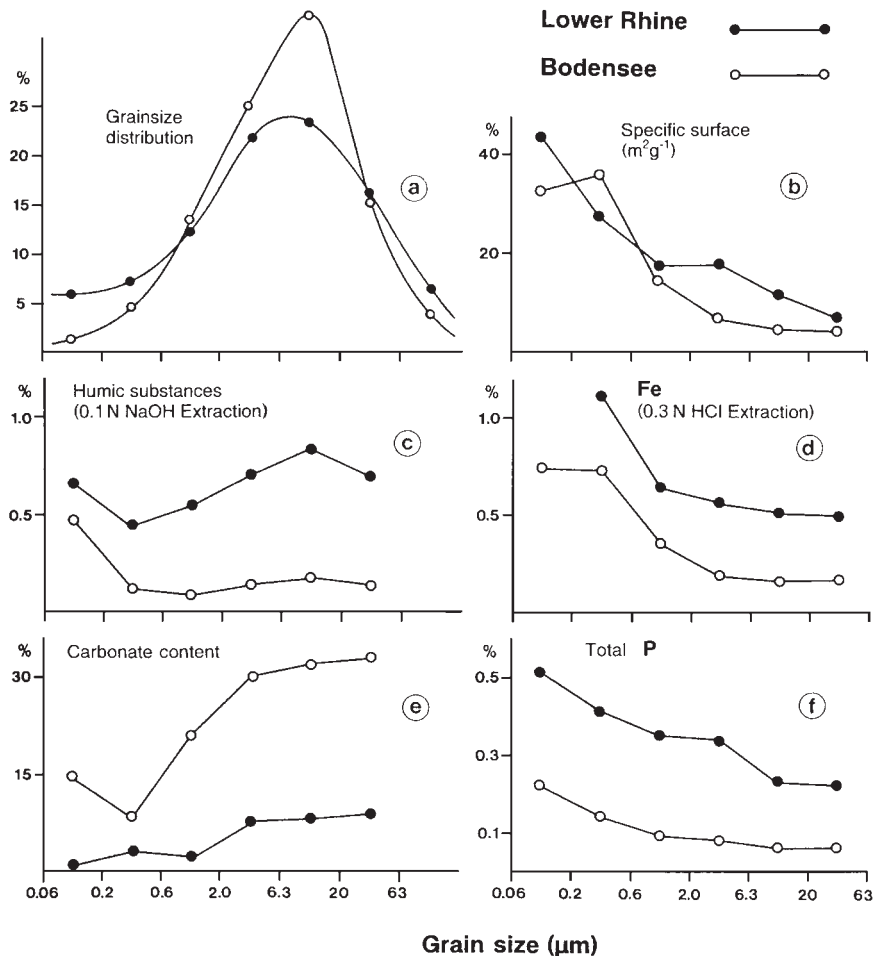 Lower Rhine
Bodensee
%
25
20
15
10
5
Grainsize
distribution
a
%
40
20
Specific surface
(m²g⁻¹)
b
%
1.0
0.5
Humic substances
(0.1 N NaOH Extraction)
c
%
1.0
0.5
Fe
(0.3 N HCl Extraction)
d
%
30
15
Carbonate content
e
0.06 0.2 0.6 2.0 6.3 20 63
%
0.5
0.3
0.1
Total P
f
0.06 0.2 0.6 2.0 6.3 20 63
Grain size (µm)